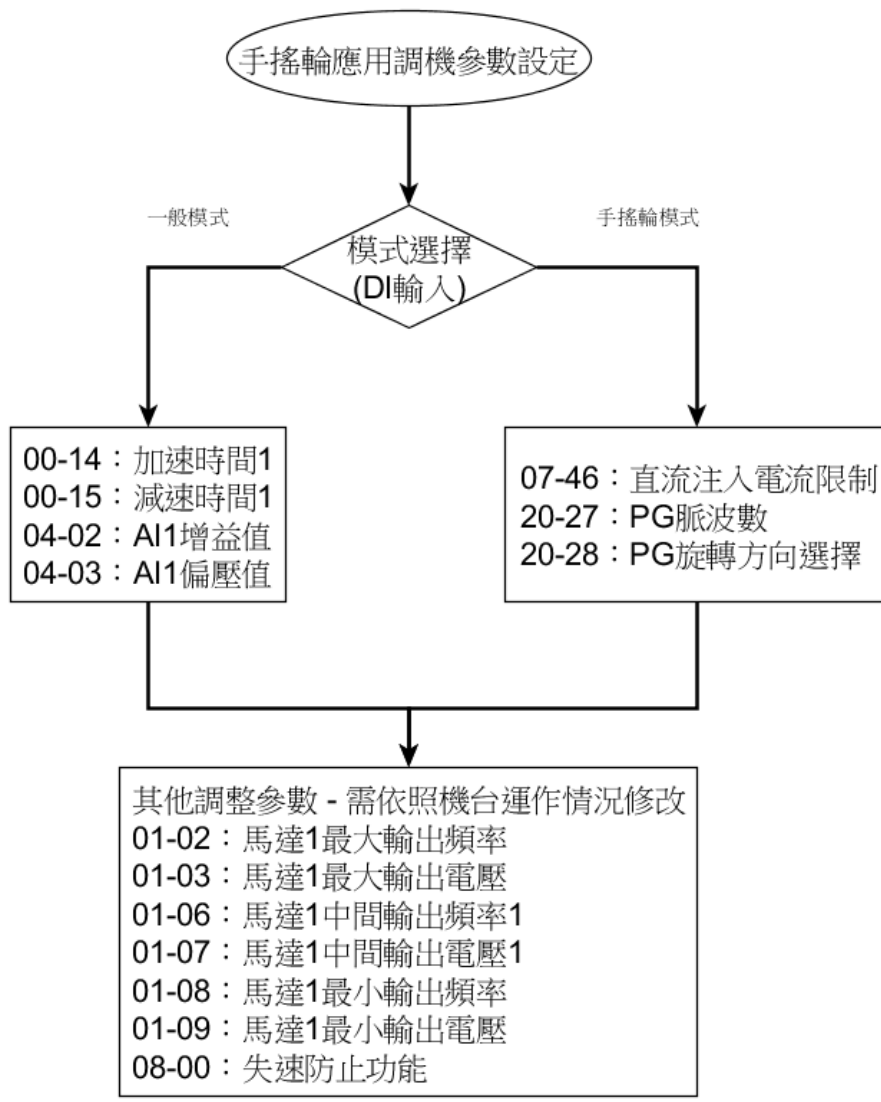 手搖輪應用調機參數設定
一般模式
手搖輪模式
模式選擇
(DI輸入)
00-14：加速時間1
00-15：減速時間1
04-02：AI1增益值
04-03：AI1偏壓值
07-46：直流注入電流限制
20-27：PG脈波數
20-28：PG旋轉方向選擇
其他調整參數 - 需依照機台運作情況修改
01-02：馬達1最大輸出頻率
01-03：馬達1最大輸出電壓
01-06：馬達1中間輸出頻率1
01-07：馬達1中間輸出電壓1
01-08：馬達1最小輸出頻率
01-09：馬達1最小輸出電壓
08-00：失速防止功能